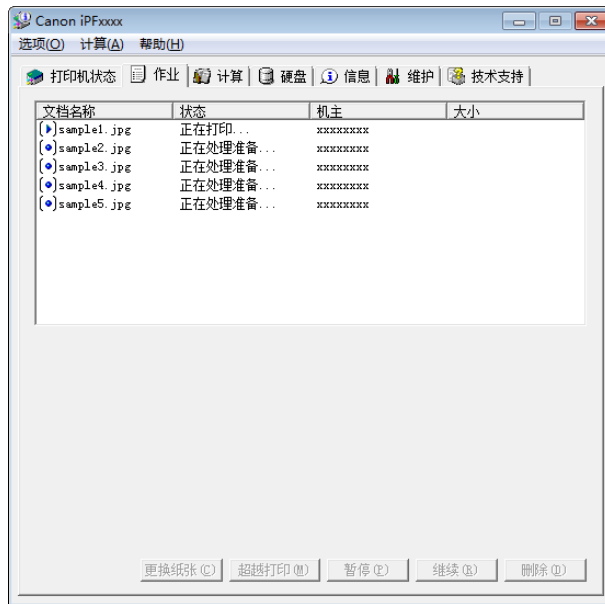 Canon iPFxxxx
选项(O) 计算(A) 帮助(H)
打印机状态 作业 计算 硬盘 信息 维护 技术支持
文档名称 状态 机主 大小
sample1.jpg 正在打印... xxxxxxxx
sample2.jpg 正在处理准备... xxxxxxxx
sample3.jpg 正在处理准备... xxxxxxxx
sample4.jpg 正在处理准备... xxxxxxxx
sample5.jpg 正在处理准备... xxxxxxxx
更换纸张(C) 超越打印(M) 暂停(P) 继续(R) 删除(D)